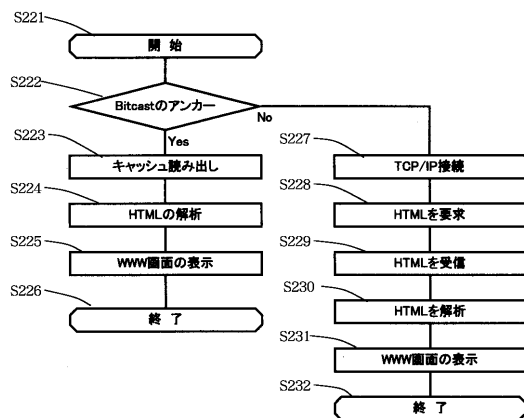 S221
開 始
S222
Bitcastのアンカー
No
Yes
S223
キャッシュ読み出し
S224
HTMLの解析
S225
WWW画面の表示
S226
終 了
S227
TCP/IP接続
S228
HTMLを要求
S229
HTMLを受信
S230
HTMLを解析
S231
WWW画面の表示
S232
終 了